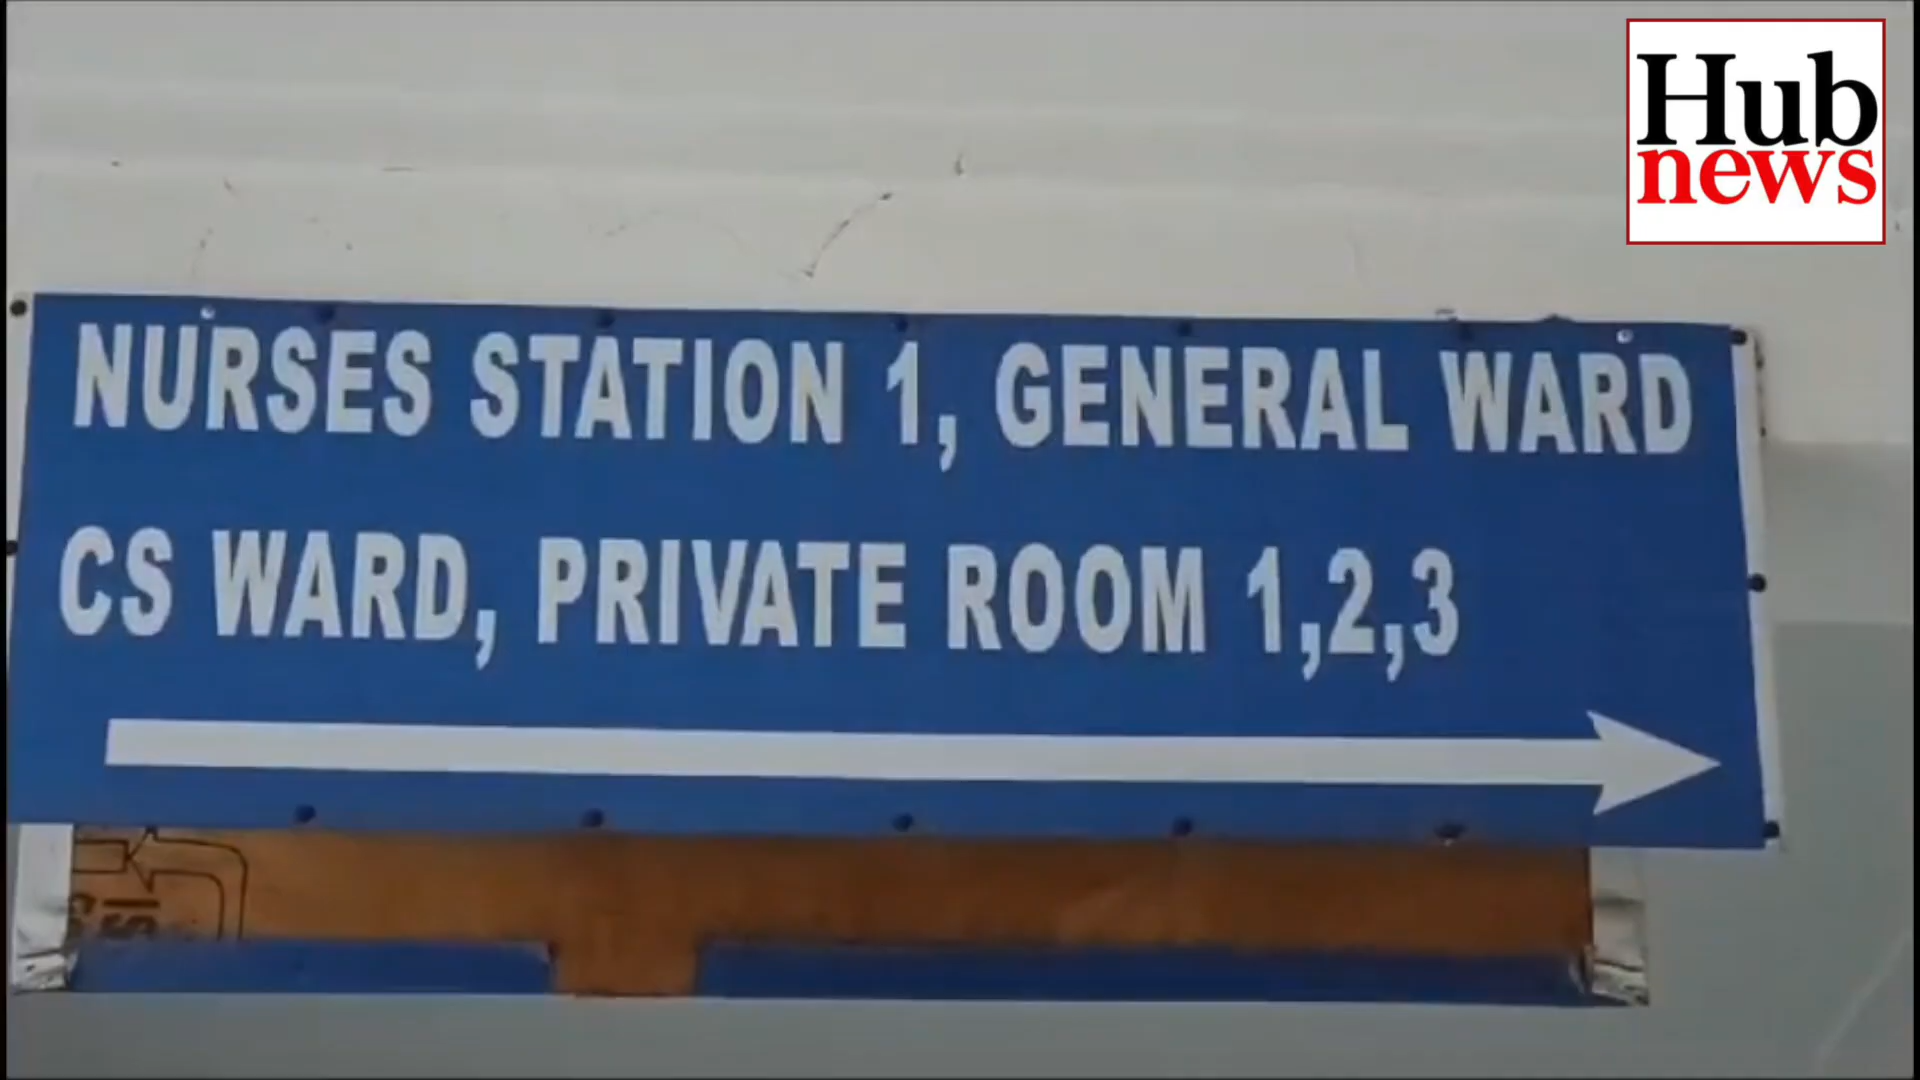 Hub
news
NURSES STATION 1, GENERAL WARD
CS WARD, PRIVATE ROOM 1,2,3